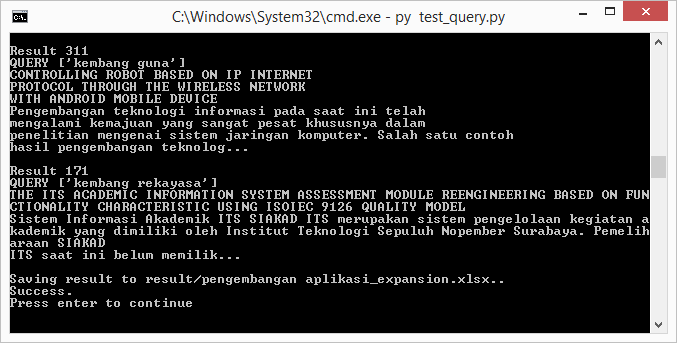 C:\Windows\System32\cmd.exe - py  test_query.py
Result 311
QUERY ['kembang guna']
CONTROLLING ROBOT BASED ON IP INTERNET
PROTOCOL THROUGH THE WIRELESS NETWORK
WITH ANDROID MOBILE DEVICE
Pengembangan teknologi informasi pada saat ini telah
mengalami kemajuan yang sangat pesat khususnya dalam
penelitian mengenai sistem jaringan komputer. Salah satu contoh
hasil pengembangan teknolog...
Result 171
QUERY ['kembang rekayasa']
THE ITS ACADEMIC INFORMATION SYSTEM ASSESSMENT MODULE REENGINEERING BASED ON FUN
CTIONALITY CHARACTERISTIC USING ISOIEC 9126 QUALITY MODEL
Sistem Informasi Akademik ITS SIAKAD ITS merupakan sistem pengelolaan kegiatan a
kademik yang dimiliki oleh Institut Teknologi Sepuluh Nopember Surabaya. Pemelih
araan SIAKAD
ITS saat ini belum memilik...
Saving result to result/pengembangan aplikasi_expansion.xlsx..
Success.
Press enter to continue